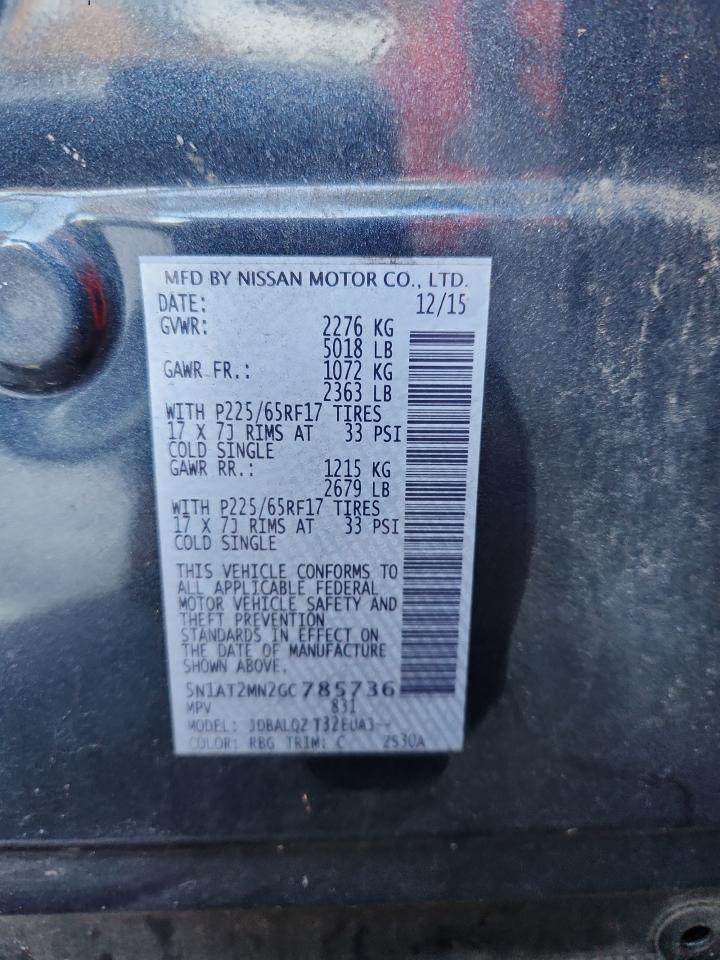 MFD BY NISSAN MOTOR CO., LTD.
DATE: 12/15
GVWR: 2276 KG
5018 LB
GAWR FR.: 1072 KG
2363 LB
WITH P225/65RF17 TIRES
17 X 7J RIMS AT 33 PSI
COLD SINGLE
GAWR RR.: 1215 KG
2679 LB
WITH P225/65RF17 TIRES
17 X 7J RIMS AT 33 PSI
COLD SINGLE
THIS VEHICLE CONFORMS TO
ALL APPLICABLE FEDERAL
MOTOR VEHICLE SAFETY AND
THEFT PREVENTION
STANDARDS IN EFFECT ON
THE DATE OF MANUFACTURE
SHOWN ABOVE.
5N1AT2MN2GC785736
MPV 831
MODEL:
COLOR: RBG TRIM: C 2S30A